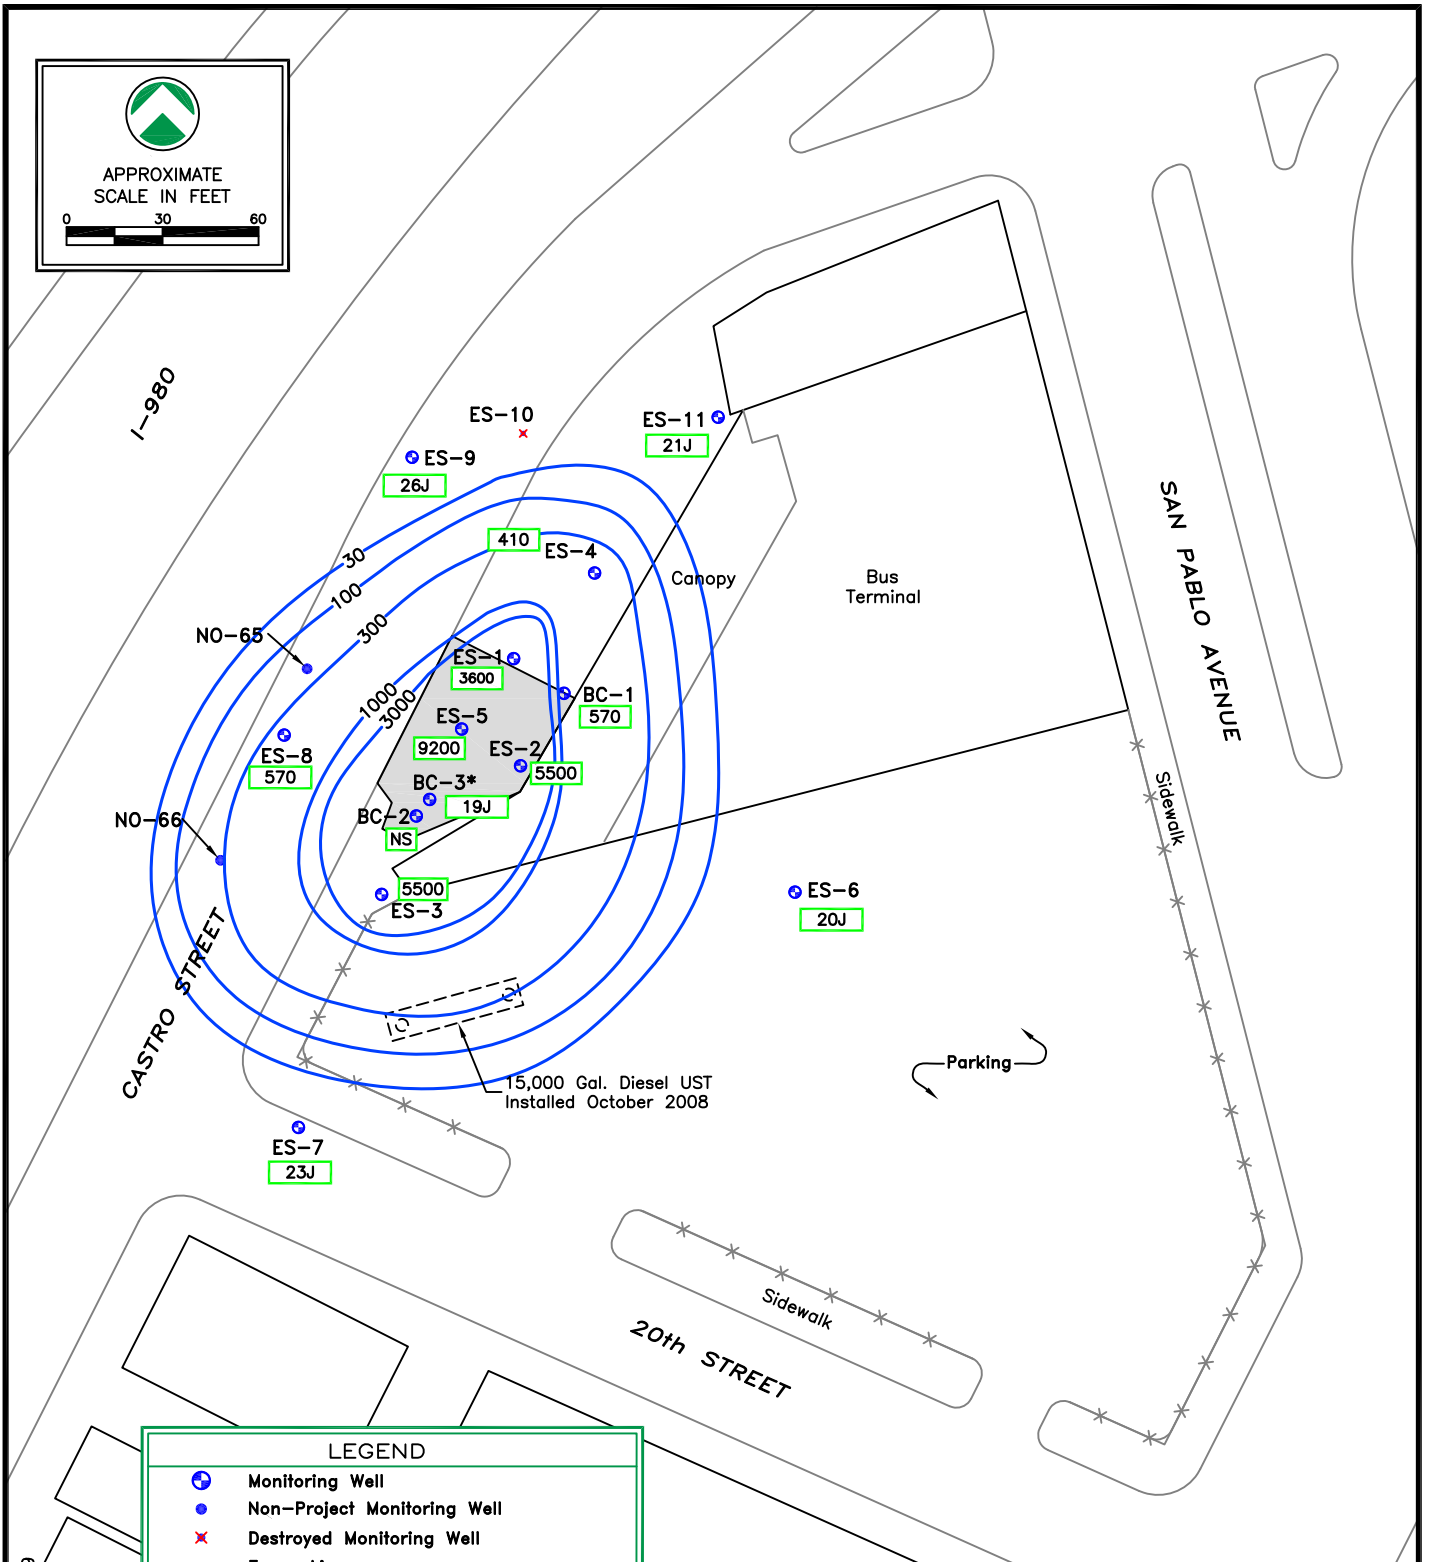 APPROXIMATE
SCALE IN FEET
0 30 60
I-980
ES-10
ES-11
21J
ES-9
26J
410
ES-4
30
100
300
1000
3000
Canopy
Bus
Terminal
SAN PABLO AVENUE
NO-65
ES-1
3600
BC-1
570
ES-5
9200
ES-2
5500
ES-8
570
BC-3*
19J
BC-2
NS
NO-66
Sidewalk
5500
ES-3
ES-6
20J
CASTRO STREET
Parking
15,000 Gal. Diesel UST
Installed October 2008
ES-7
23J
Sidewalk
20th STREET
LEGEND
Monitoring Well
Non-Project Monitoring Well
Destroyed Monitoring Well